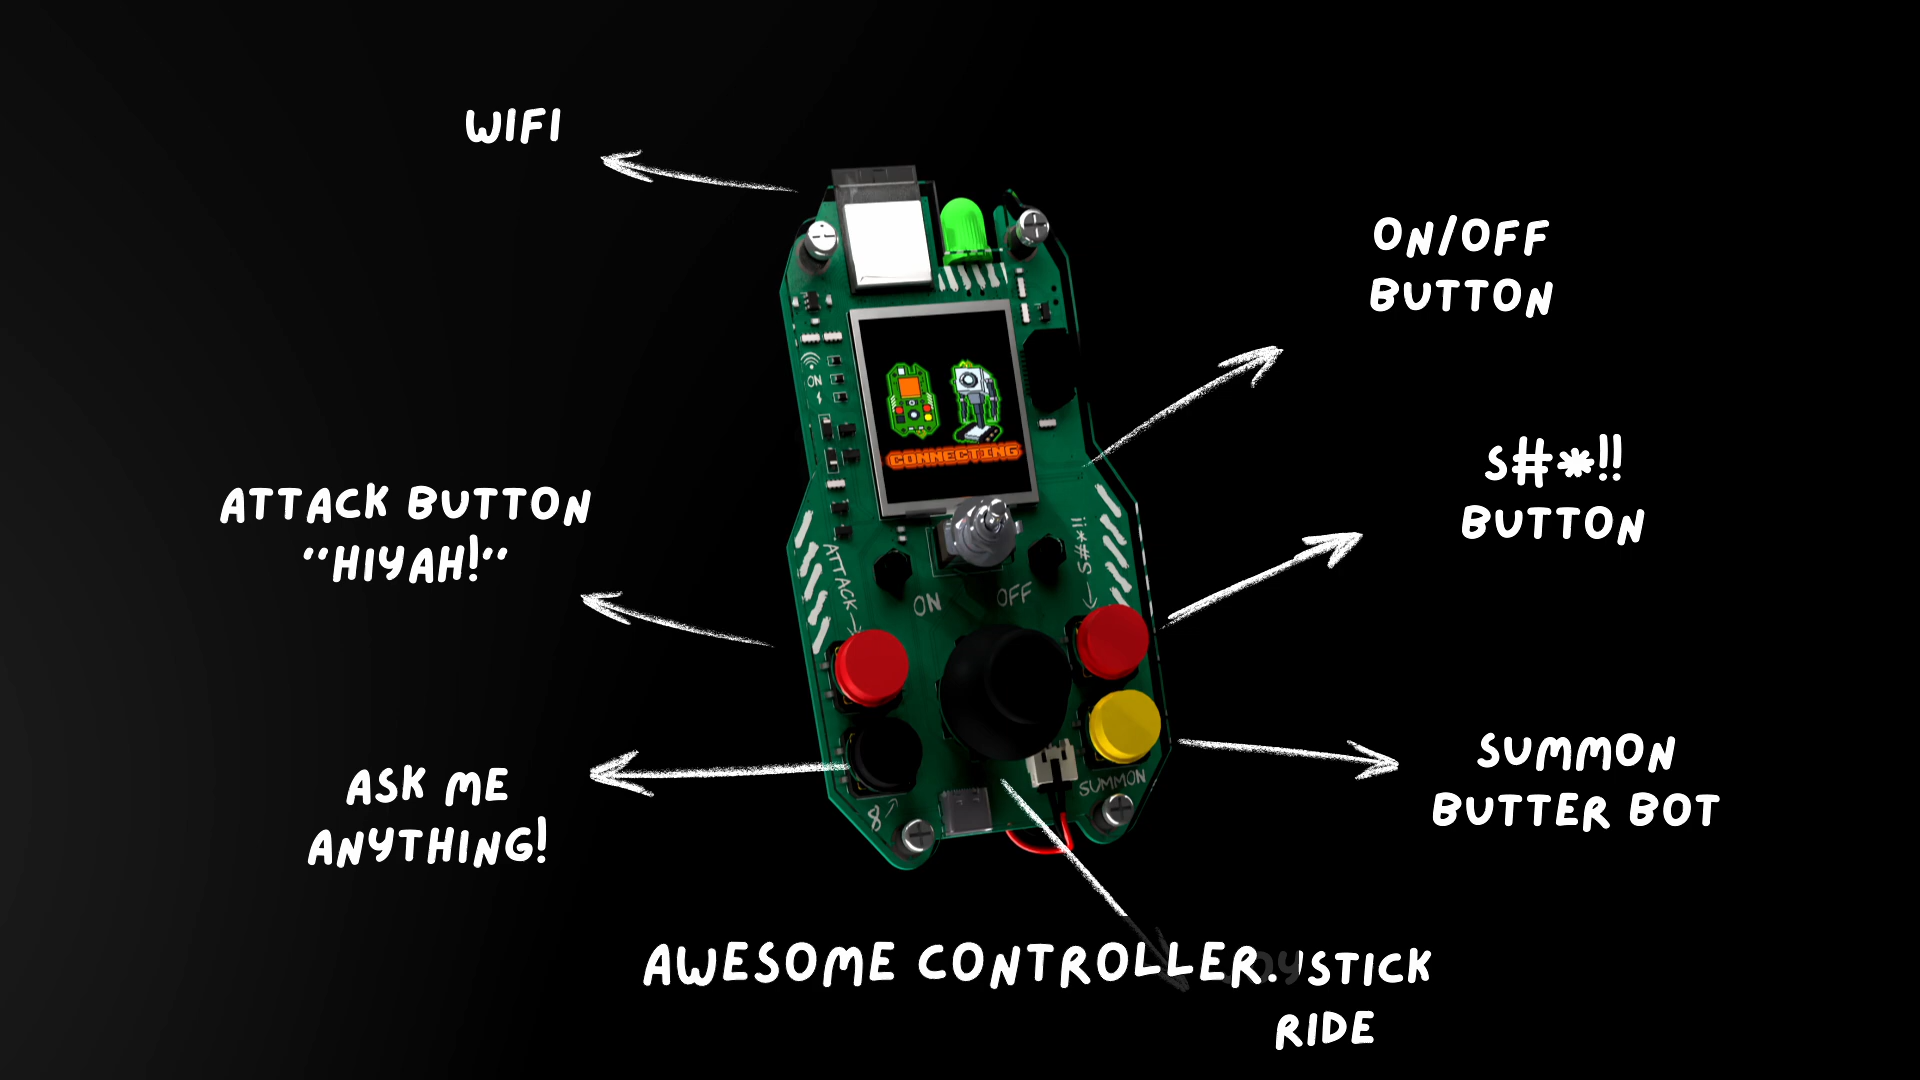 WIFI
ON/OFF
BUTTON
S#*!!
BUTTON
ATTACK BUTTON
"HIYAH!"
ASK ME
ANYTHING!
SUMMON
BUTTER BOT
AWESOME CONTROLLER.
STICK
RIDE
ON
CONNECTING
ATTACK
S#*!!
ON
OFF
8
SUMMON